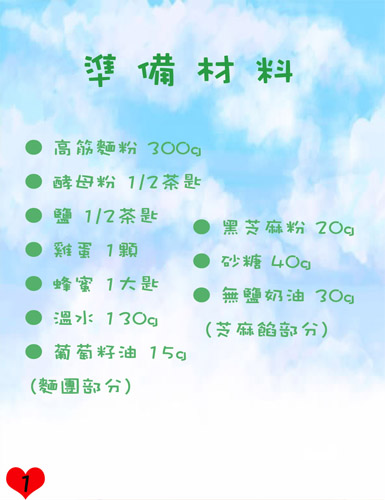 準備材料
● 高筋麵粉 300g
● 酵母粉 1/2茶匙
● 鹽 1/2茶匙
● 雞蛋 1顆
● 蜂蜜 1大匙
● 溫水 130g
● 葡萄籽油 15g
(麵團部分)
● 黑芝麻粉 20g
● 砂糖 40g
● 無鹽奶油 30g
(芝麻餡部分)
1